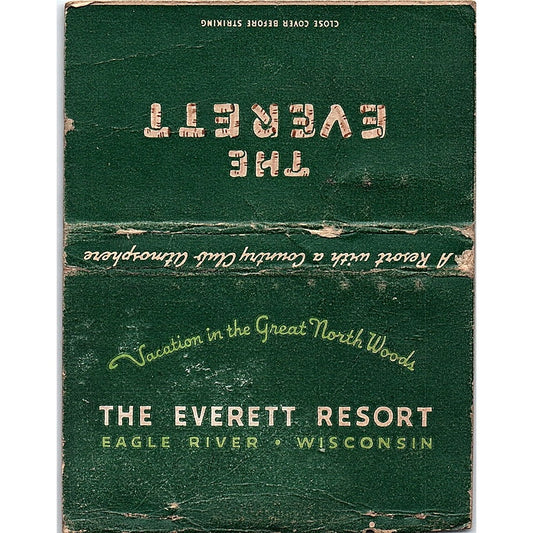 CLOSE COVER BEFORE STRIKING
THE
EVERETT
A Resort with a Country Club Atmosphere
Vacation in the Great North Woods
THE EVERETT RESORT
EAGLE RIVER • WISCONSIN